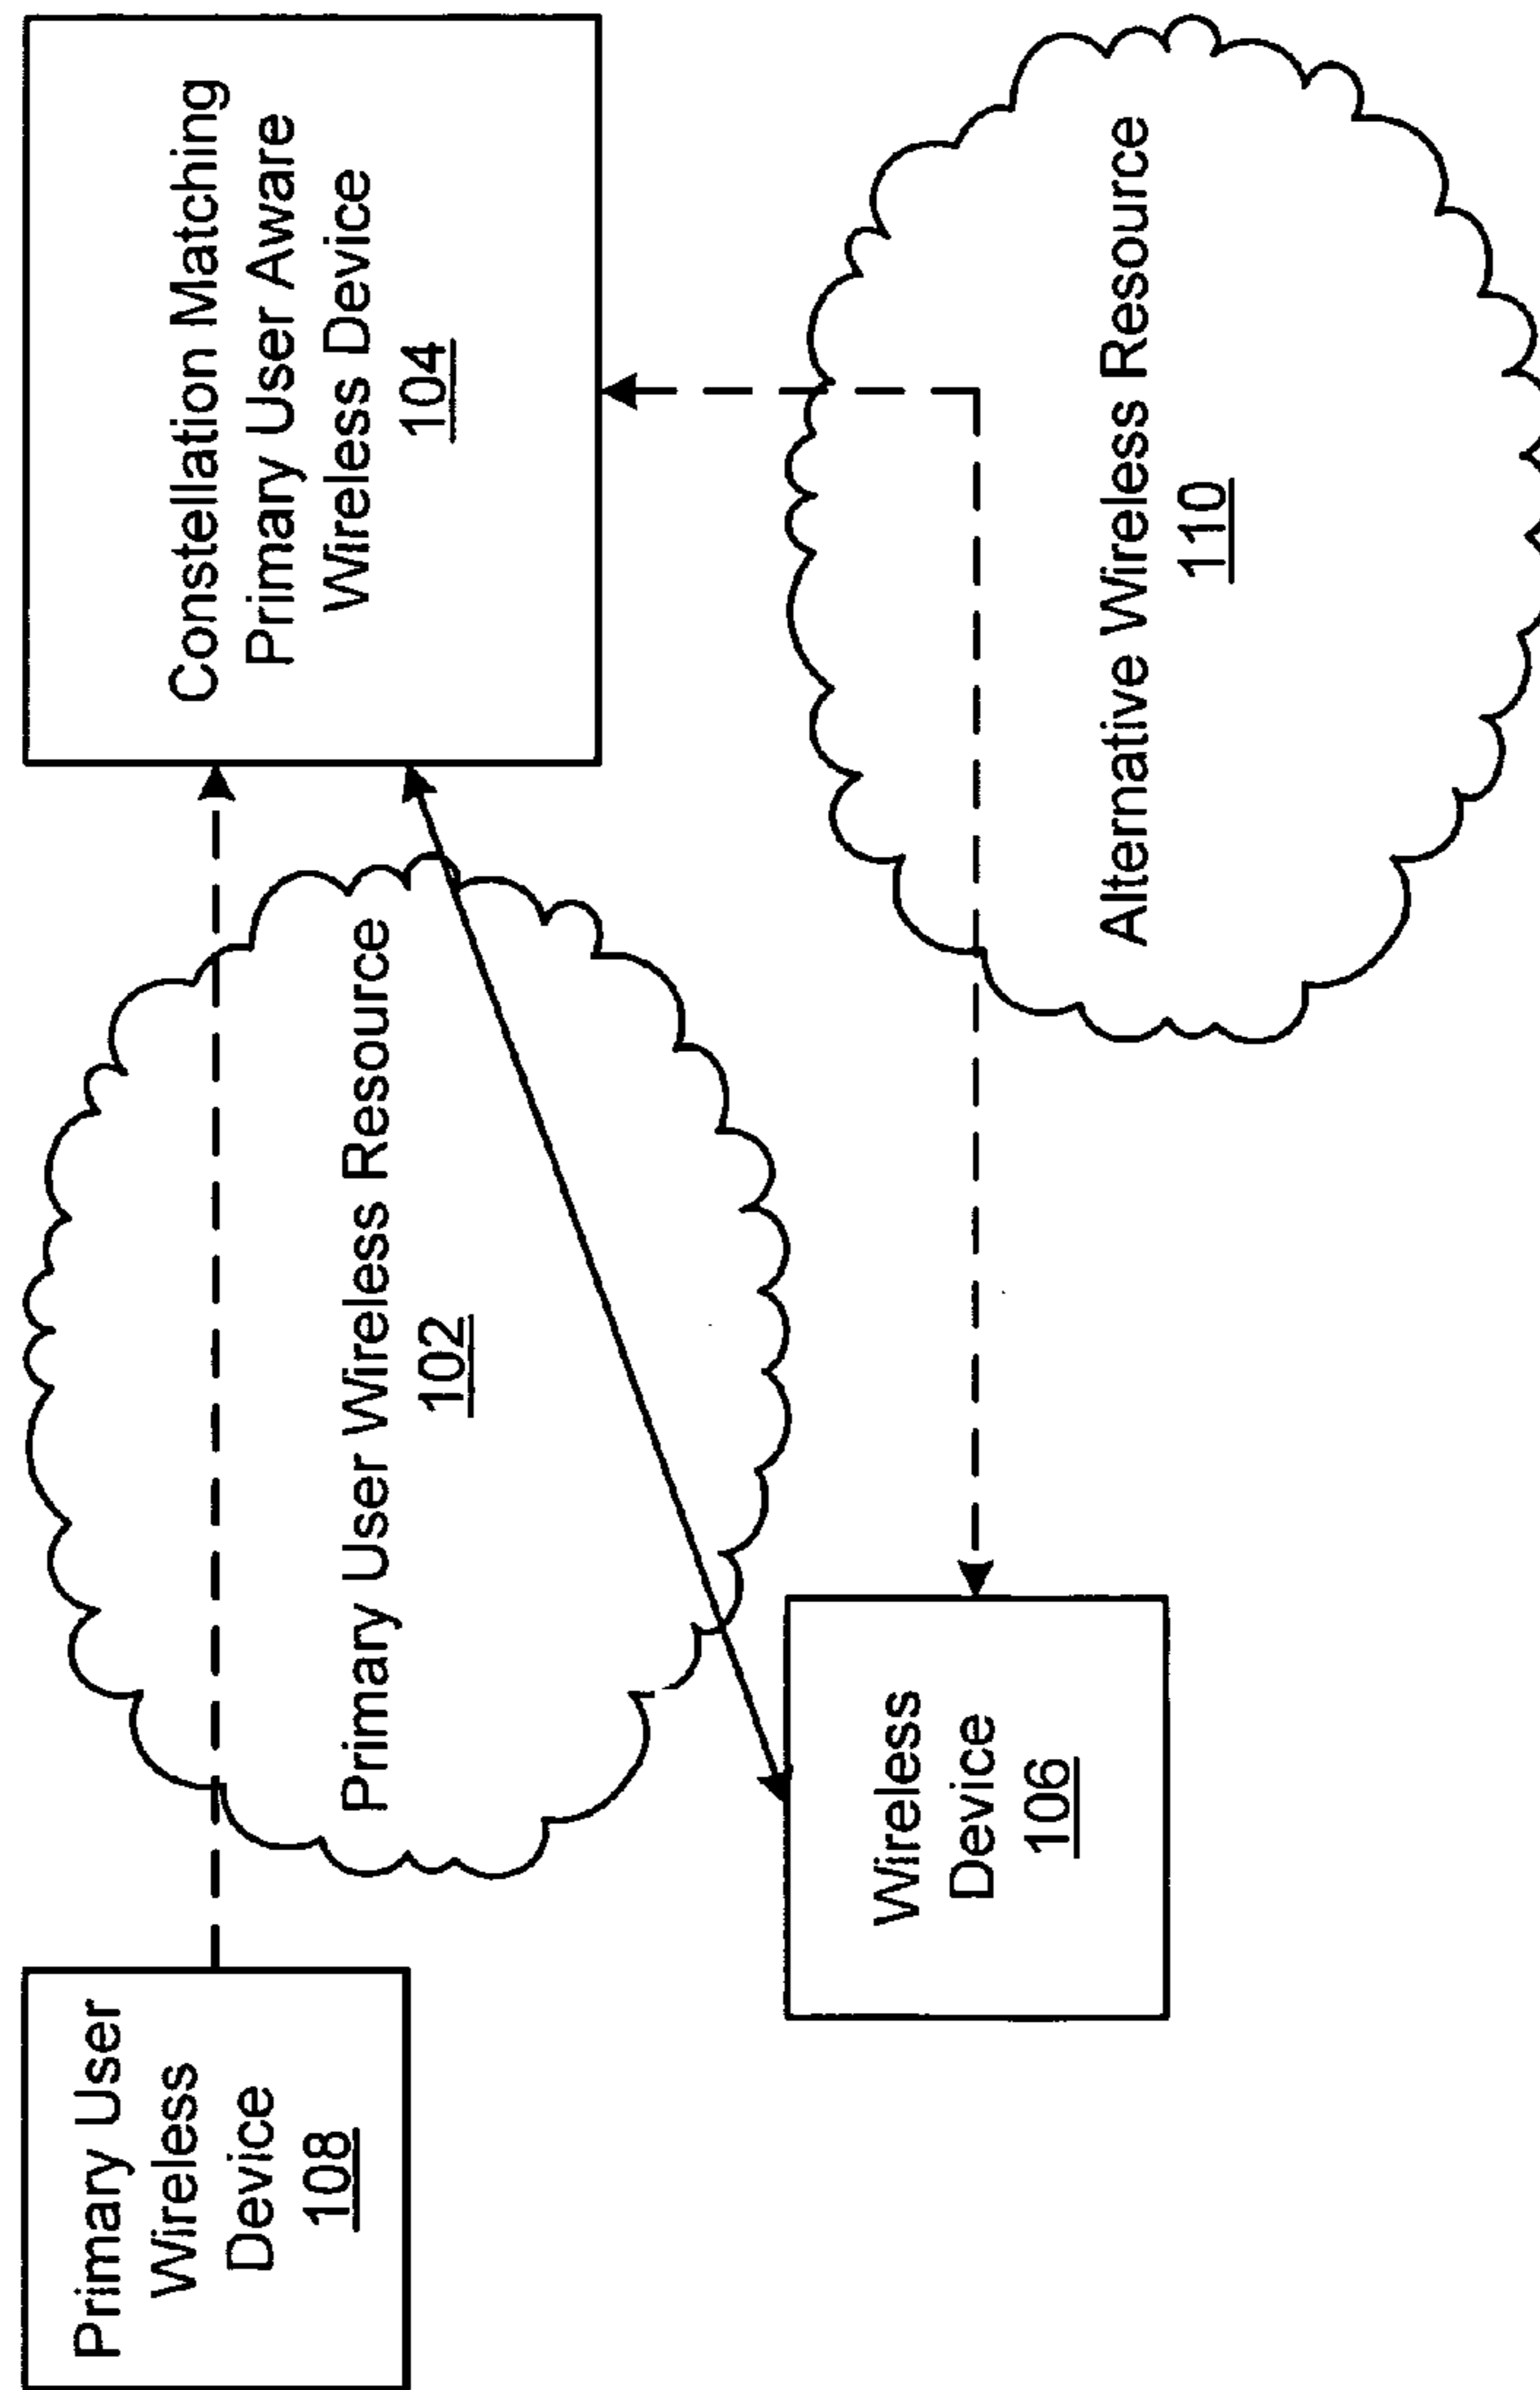 Primary User
Wireless
Device
108
Primary User Wireless Resource
102
Constellation Matching
Primary User Aware
Wireless Device
104
Wireless
Device
106
Alternative Wireless Resource
110